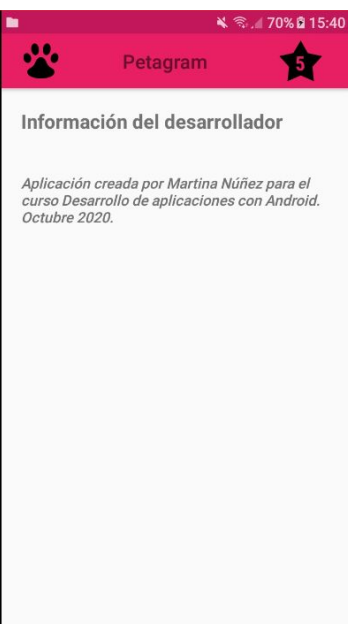 70% 15:40
Petagram
5
Información del desarrollador
Aplicación creada por Martina Núñez para el
curso Desarrollo de aplicaciones con Android.
Octubre 2020.